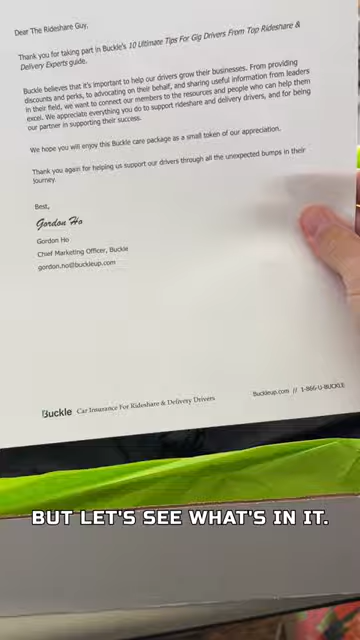 Dear The Rideshare Guy,
Thank you for taking part in Buckle's 10 Ultimate Tips For Gig Drivers From Top Rideshare &
Delivery Experts guide.
Buckle believes that it's important to help our drivers grow their businesses. From providing
discounts and perks, to advocating on their behalf, and sharing useful information from leaders
in their field, we want to connect our members to the resources and people who can help them
excel. We appreciate everything you do to support rideshare and delivery drivers, and for being
our partner in supporting their success.
We hope you will enjoy this Buckle care package as a small token of our appreciation.
Thank you again for helping us support our drivers through all the unexpected bumps in their
journey.
Best,
Gordon Ho
Gordon Ho
Chief Marketing Officer, Buckle
gordon.ho@buckleup.com
Buckle Car Insurance For Rideshare & Delivery Drivers
Buckleup.com // 1-866-U-BUCKLE
BUT LET'S SEE WHAT'S IN IT.